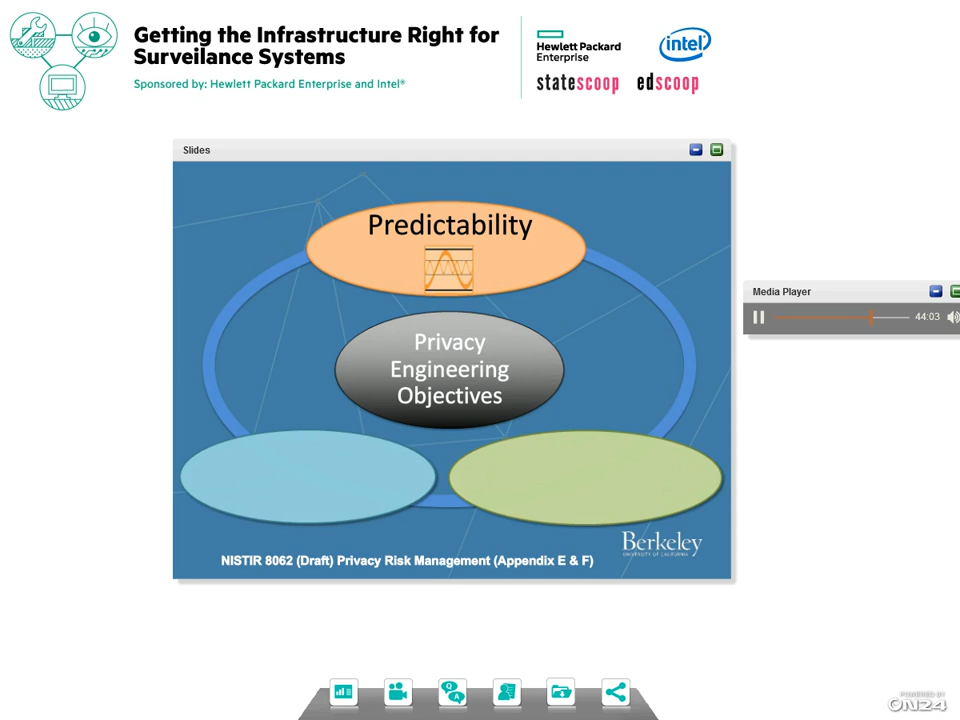 Getting the Infrastructure Right for
Surveilance Systems
Sponsored by: Hewlett Packard Enterprise and Intel®
Hewlett Packard
Enterprise
intel®
statescoop edscoop
Slides
Predictability
Privacy
Engineering
Objectives
Berkeley
UNIVERSITY OF CALIFORNIA
NISTIR 8062 (Draft) Privacy Risk Management (Appendix E & F)
Media Player
44:03
Q
A
POWERED BY
ON24